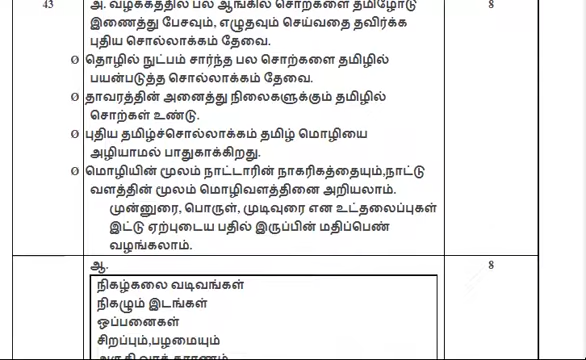 43 அ. வழக்கத்தில் பல ஆங்கில சொற்களை தமிழோடு 8
இணைத்து பேசவும், எழுதவும் செய்வதை தவிர்க்க
புதிய சொல்லாக்கம் தேவை.
Ø தொழில் நுட்பம் சார்ந்த பல சொற்களை தமிழில்
பயன்படுத்த சொல்லாக்கம் தேவை.
Ø தாவரத்தின் அனைத்து நிலைகளுக்கும் தமிழில்
சொற்கள் உண்டு.
Ø புதிய தமிழ்ச்சொல்லாக்கம் தமிழ் மொழியை
அழியாமல் பாதுகாக்கிறது.
Ø மொழியின் மூலம் நாட்டாரின் நாகரிகத்தையும்,நாட்டு
வளத்தின் மூலம் மொழிவளத்தினை அறியலாம்.
முன்னுரை, பொருள், முடிவுரை என உட்தலைப்புகள்
இட்டு ஏற்புடைய பதில் இருப்பின் மதிப்பெண்
வழங்கலாம்.
ஆ. 8
நிகழ்கலை வடிவங்கள்
நிகழும் இடங்கள்
ஒப்பனைகள்
சிறப்பும்,பழமையும்